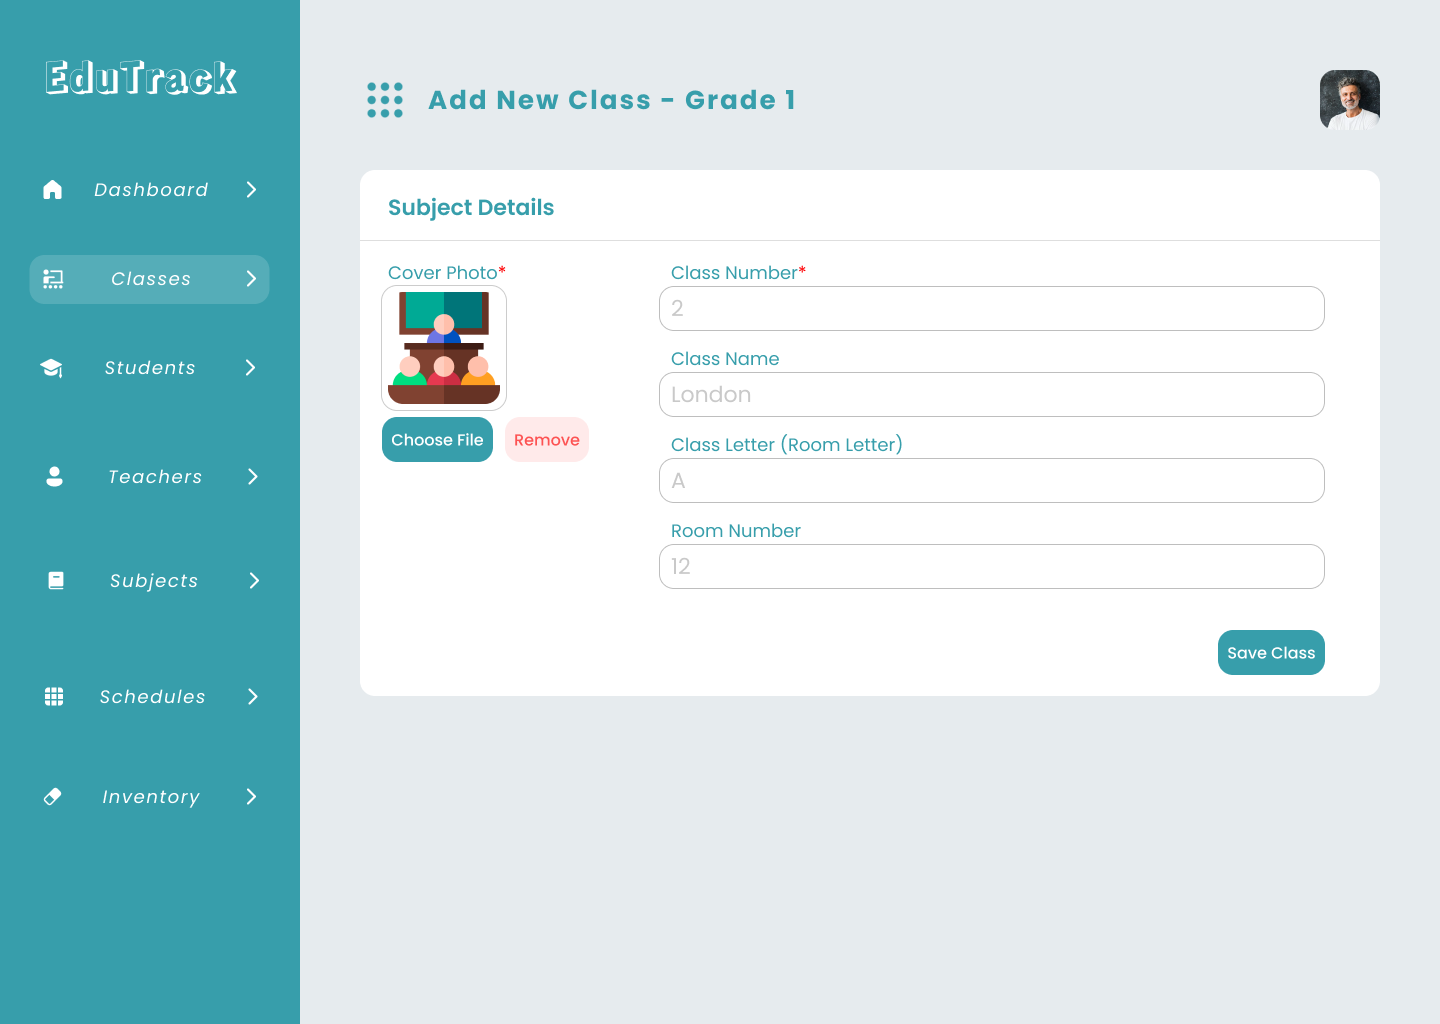 EduTrack
Dashboard
Classes
Students
Teachers
Subjects
Schedules
Inventory
Add New Class - Grade 1
Subject Details
Cover Photo*
Choose File
Remove
Class Number*
2
Class Name
London
Class Letter (Room Letter)
A
Room Number
12
Save Class